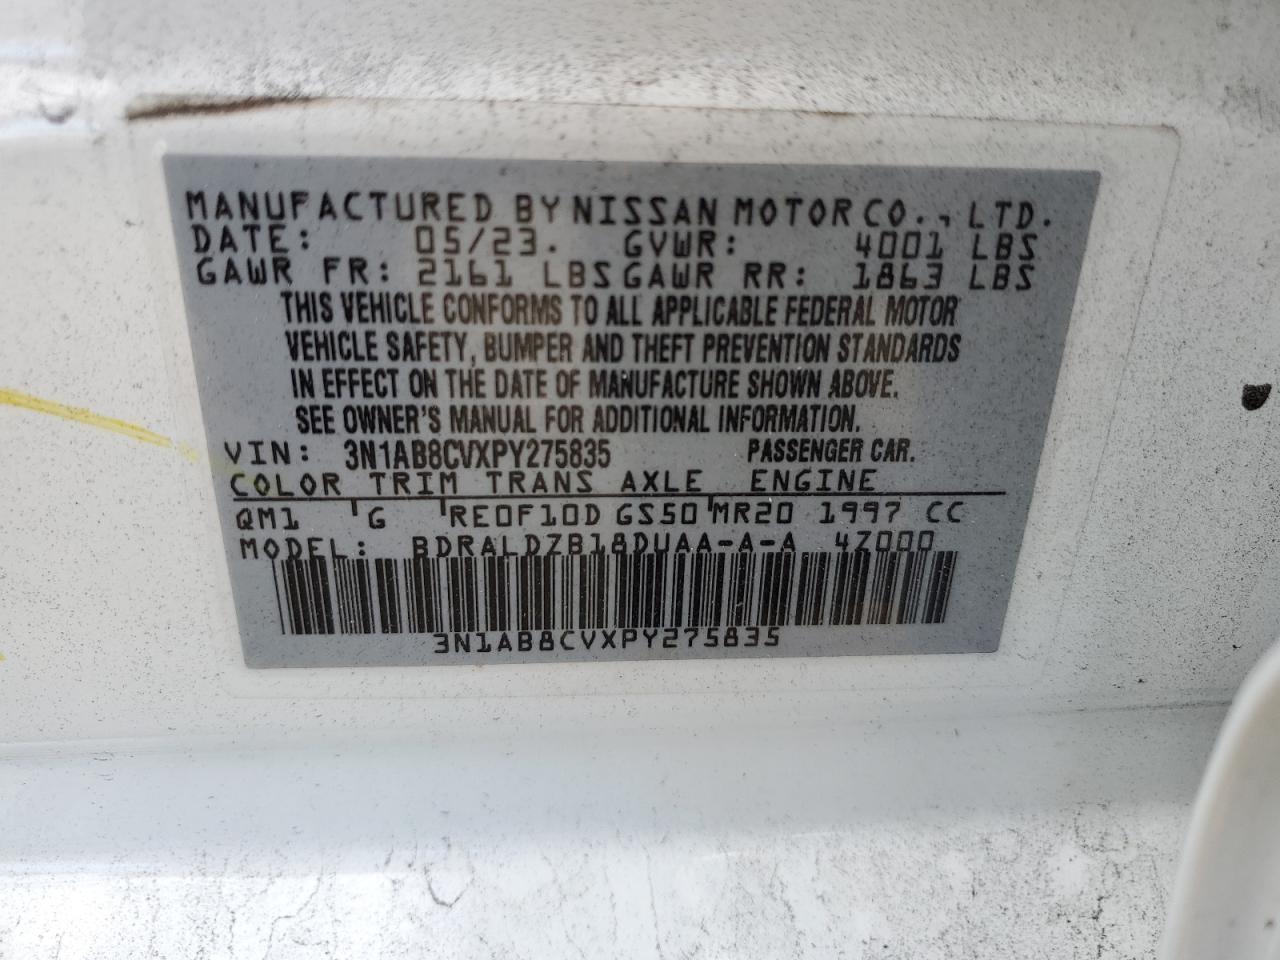 MANUFACTURED BY NISSAN MOTOR CO., LTD.
DATE: 05/23. GVWR: 4001 LBS
GAWR FR: 2161 LBS GAWR RR: 1863 LBS
THIS VEHICLE CONFORMS TO ALL APPLICABLE FEDERAL MOTOR
VEHICLE SAFETY, BUMPER AND THEFT PREVENTION STANDARDS
IN EFFECT ON THE DATE OF MANUFACTURE SHOWN ABOVE.
SEE OWNER'S MANUAL FOR ADDITIONAL INFORMATION.
VIN: 3N1AB8CVXPY275835 PASSENGER CAR.
COLOR TRIM TRANS AXLE ENGINE
QM1 G RE0F10D GS50 MR20 1997 CC
MODEL: BDRALDZB18DUAA-A-A 4Z000
3N1AB8CVXPY275835